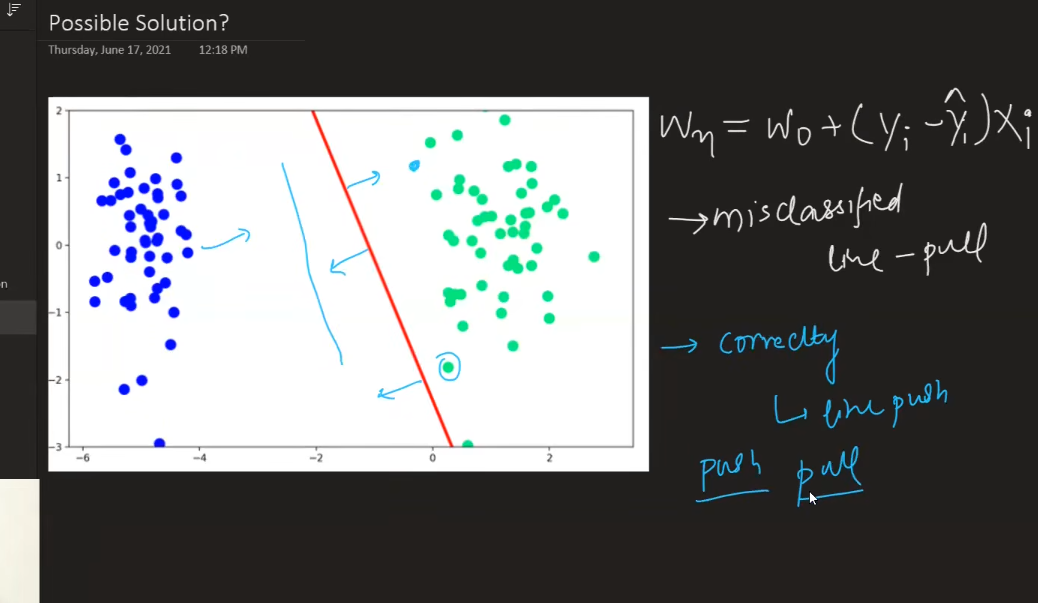 Possible Solution?
Thursday, June 17, 2021 12:18 PM
n
2
1
0
-1
-2
-3
-6 -4 -2 0 2
Wη = W0 + (yi - ŷi)Xi
→ misclassified
line - pull
→ correctly
↳ line push
push pull